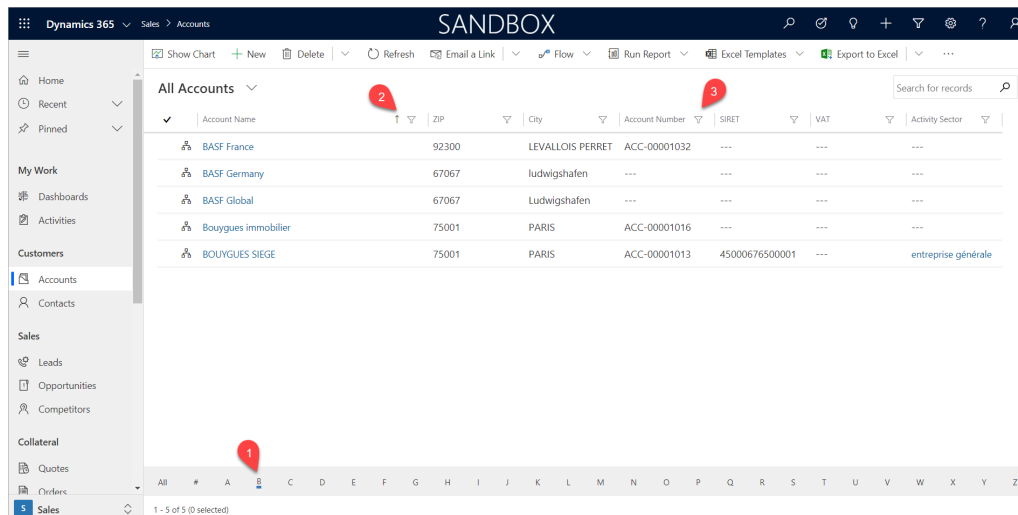 Dynamics 365 Sales > Accounts SANDBOX ?
Show Chart New Delete Refresh Email a Link Flow Run Report Excel Templates Export to Excel ...
Home
Recent
Pinned
My Work
Dashboards
Activities
Customers
Accounts
Contacts
Sales
Leads
Opportunities
Competitors
Collateral
Quotes
Orders
S Sales
All Accounts
Search for records
2
3
Account Name ZIP City Account Number SIRET VAT Activity Sector
BASF France 92300 LEVALLOIS PERRET ACC-00001032 --- --- ---
BASF Germany 67067 ludwigshafen --- --- --- ---
BASF Global 67067 Ludwigshafen --- --- --- ---
Bouygues immobilier 75001 PARIS ACC-00001016 --- --- ---
BOUYGUES SIEGE 75001 PARIS ACC-00001013 45000676500001 --- entreprise générale
1
All # A B C D E F G H I J K L M N O P Q R S T U V W X Y Z
1 - 5 of 5 (0 selected)